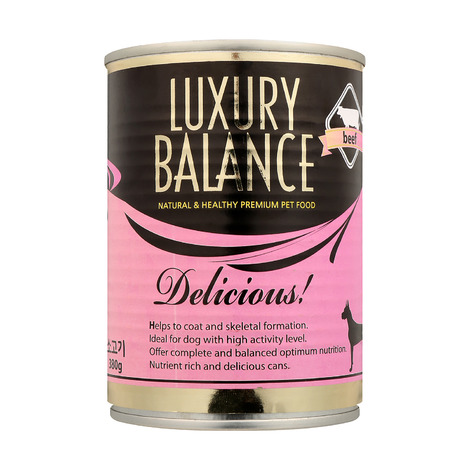 LUXURY
BALANCE
NATURAL & HEALTHY PREMIUM PET FOOD
beef
Delicious!
Helps to coat and skeletal formation.
Ideal for dog with high activity level.
Offer complete and balanced optimum nutrition.
Nutrient rich and delicious cans.
소고기
380g